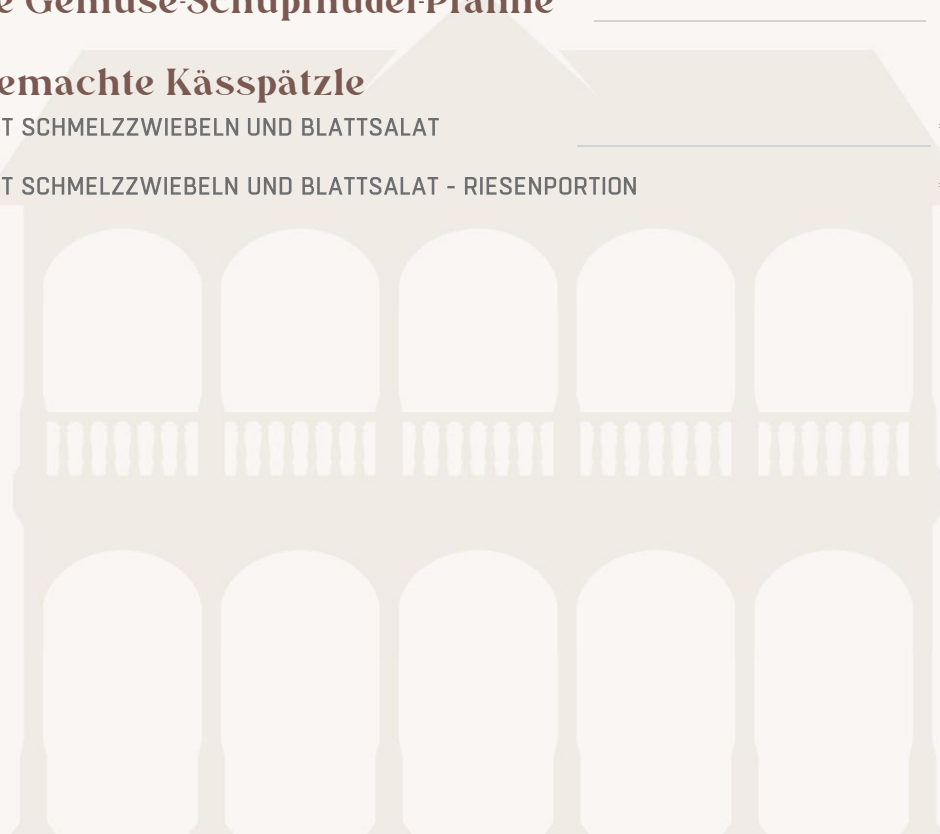 e Gemüse-Schupfnudel-Pfanne
emachte Kässpätzle
T SCHMELZZWIEBELN UND BLATTSALAT
T SCHMELZZWIEBELN UND BLATTSALAT - RIESENPORTION